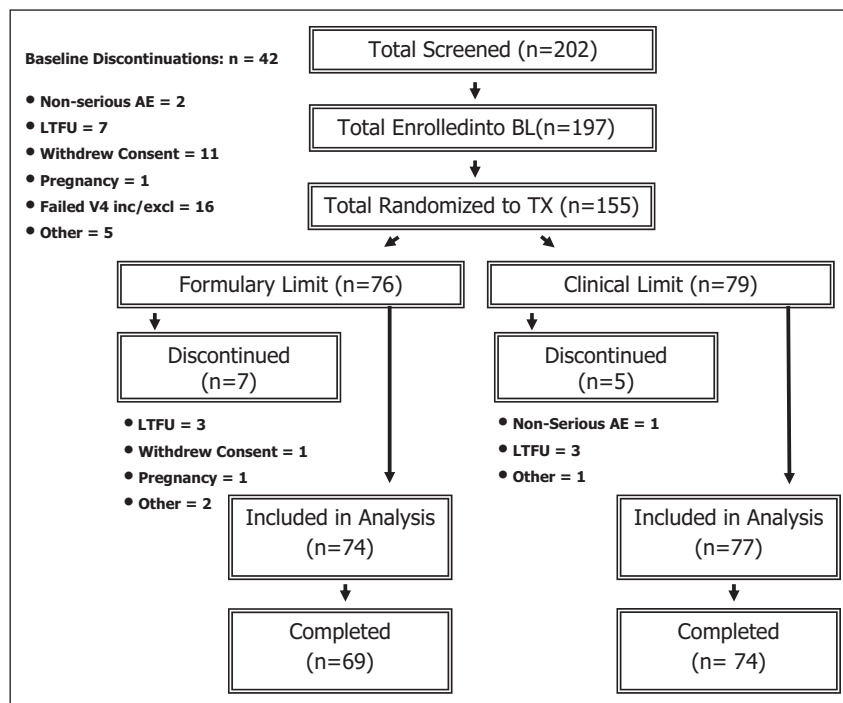 Total Screened (n=202)
Baseline Discontinuations: n = 42
• Non-serious AE = 2
• LTFU = 7
• Withdrew Consent = 11
• Pregnancy = 1
• Failed V4 inc/excl = 16
• Other = 5
Total Enrolledinto BL(n=197)
Total Randomized to TX (n=155)
Formulary Limit (n=76)
Clinical Limit (n=79)
Discontinued
(n=7)
Discontinued
(n=5)
• LTFU = 3
• Withdrew Consent = 1
• Pregnancy = 1
• Other = 2
• Non-Serious AE = 1
• LTFU = 3
• Other = 1
Included in Analysis
(n=74)
Included in Analysis
(n=77)
Completed
(n=69)
Completed
(n= 74)